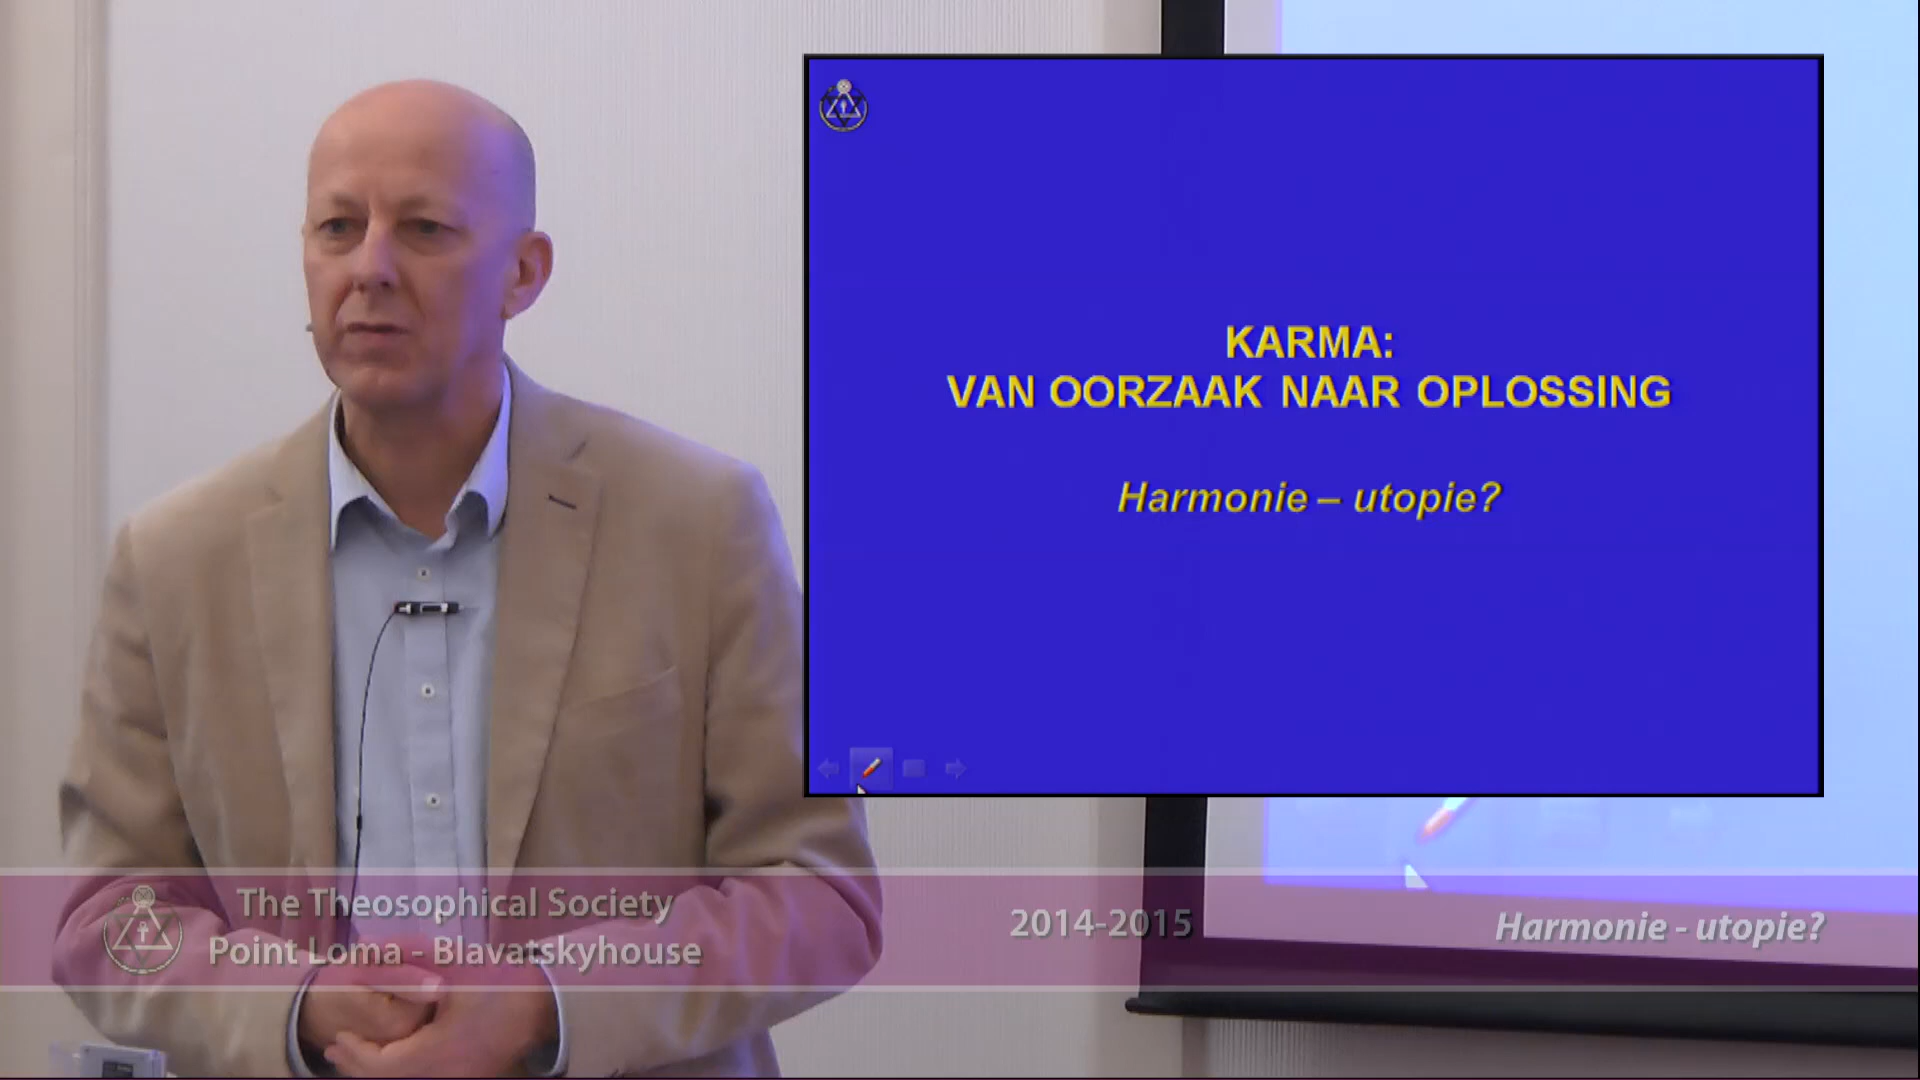 KARMA:
VAN OORZAAK NAAR OPLOSSING
Harmonie – utopie?
The Theosophical Society
Point Loma - Blavatskyhouse
2014-2015
Harmonie - utopie?